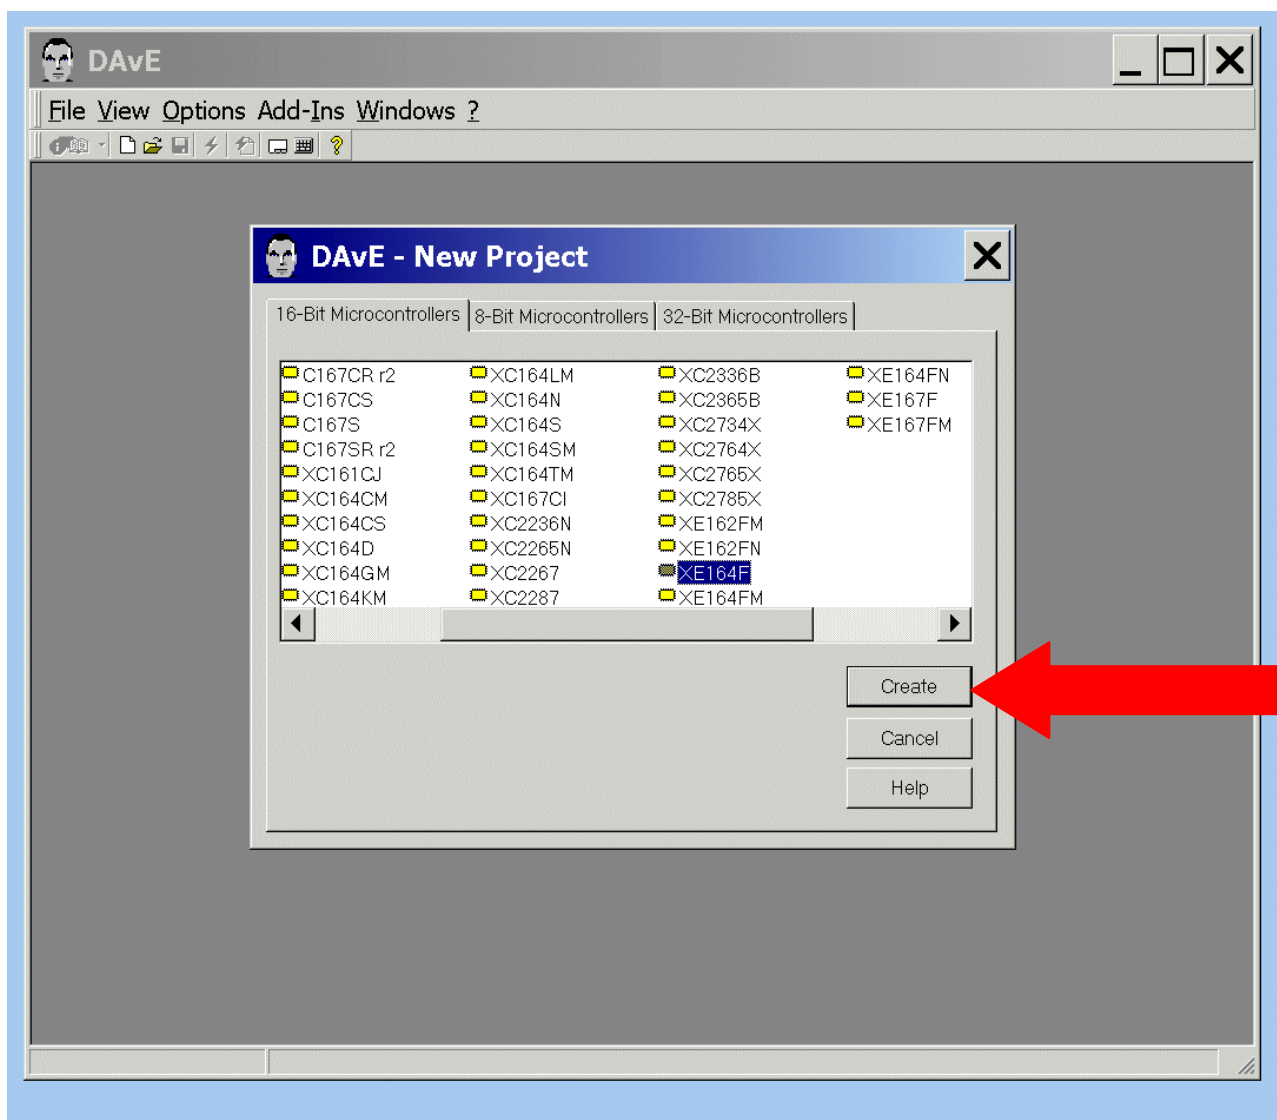 DAvE
File View Options Add-Ins Windows ?
DAvE - New Project
16-Bit Microcontrollers 8-Bit Microcontrollers 32-Bit Microcontrollers
C167CR r2 XC164LM XC2336B XE164FN
C167CS XC164N XC2365B XE167F
C167S XC164S XC2734X XE167FM
C167SR r2 XC164SM XC2764X
XC161CJ XC164TM XC2765X
XC164CM XC167CI XC2785X
XC164CS XC2236N XE162FM
XC164D XC2265N XE162FN
XC164GM XC2267 XE164F
XC164KM XC2287 XE164FM
Create
Cancel
Help